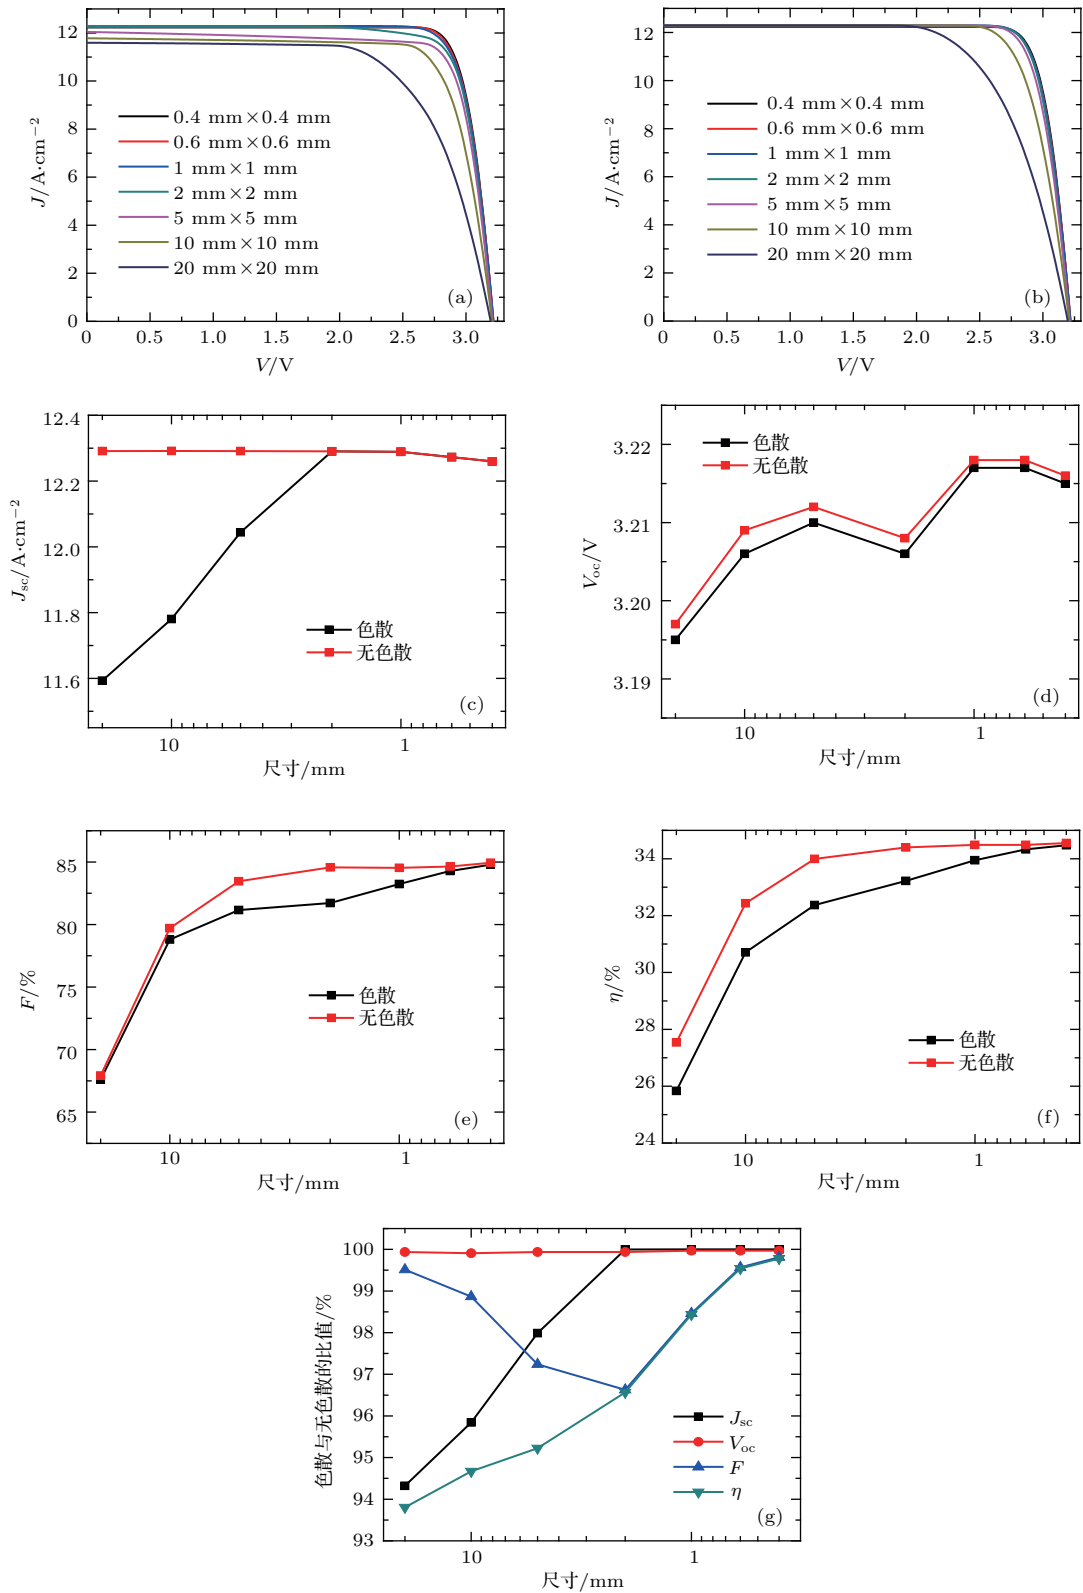 12
10
8
6
4
2
0
J/A·cm−2
0.4 mm×0.4 mm
0.6 mm×0.6 mm
1 mm×1 mm
2 mm×2 mm
5 mm×5 mm
10 mm×10 mm
20 mm×20 mm
(a)
0 0.5 1.0 1.5 2.0 2.5 3.0
V/V
12
10
8
6
4
2
0
J/A·cm−2
0.4 mm×0.4 mm
0.6 mm×0.6 mm
1 mm×1 mm
2 mm×2 mm
5 mm×5 mm
10 mm×10 mm
20 mm×20 mm
(b)
0 0.5 1.0 1.5 2.0 2.5 3.0
V/V
12.4
12.2
12.0
11.8
11.6
Jsc/A·cm−2
色散
无色散
(c)
10 1
尺寸/mm
3.22
3.21
3.20
3.19
Voc/V
色散
无色散
(d)
10 1
尺寸/mm
85
80
75
70
65
F/%
色散
无色散
(e)
10 1
尺寸/mm
34
32
30
28
26
24
η/%
色散
无色散
(f)
10 1
尺寸/mm
100
99
98
97
96
95
94
93
色散与无色散的比值/%
Jsc
Voc
F
η
(g)
10 1
尺寸/mm